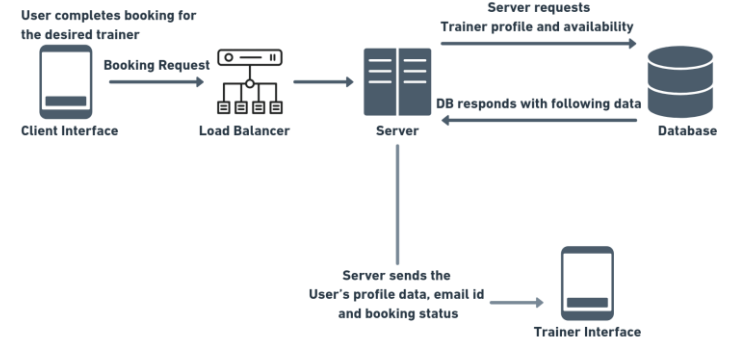 User completes booking for
the desired trainer
Booking Request
Client Interface
Load Balancer
Server
Server requests
Trainer profile and availability
DB responds with following data
Database
Server sends the
User's profile data, email id
and booking status
Trainer Interface